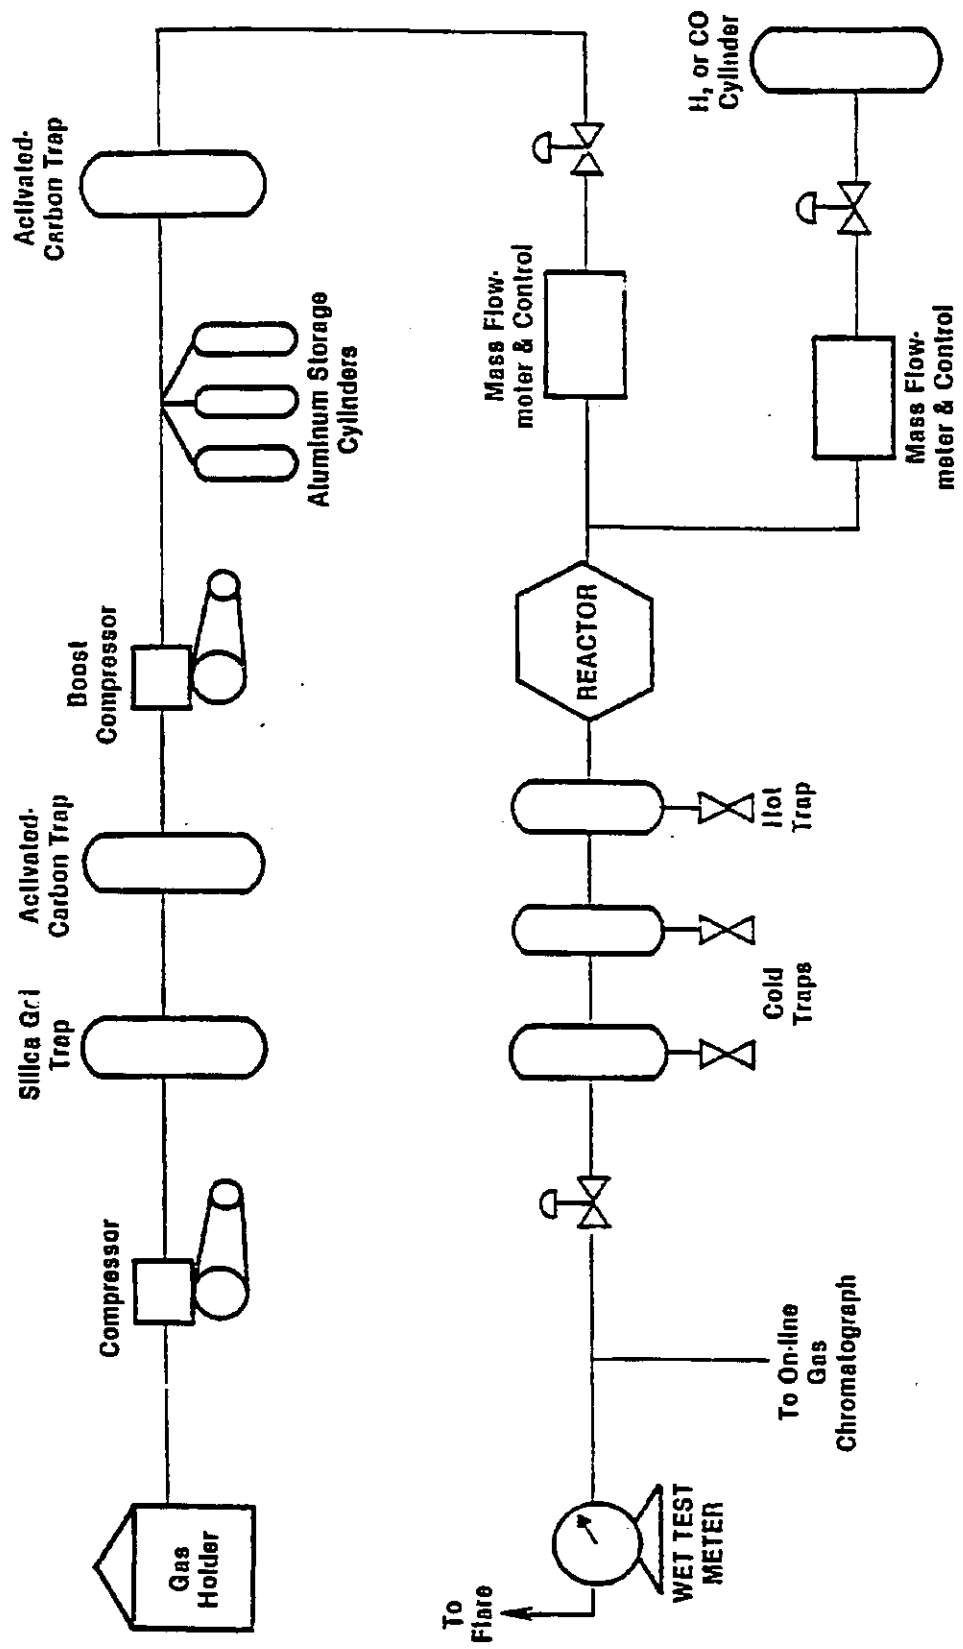 Gas
Holder
Compressor
Silica Gel
Trap
Activated-
Carbon Trap
Boost
Compressor
Aluminum Storage
Cylinders
Activated-
Carbon Trap
To
Flare
WET TEST
METER
To On-line
Gas
Chromatograph
Cold
Traps
Hot
Trap
REACTOR
Mass Flow-
meter & Control
Mass Flow-
meter & Control
H₂ or CO
Cylinder